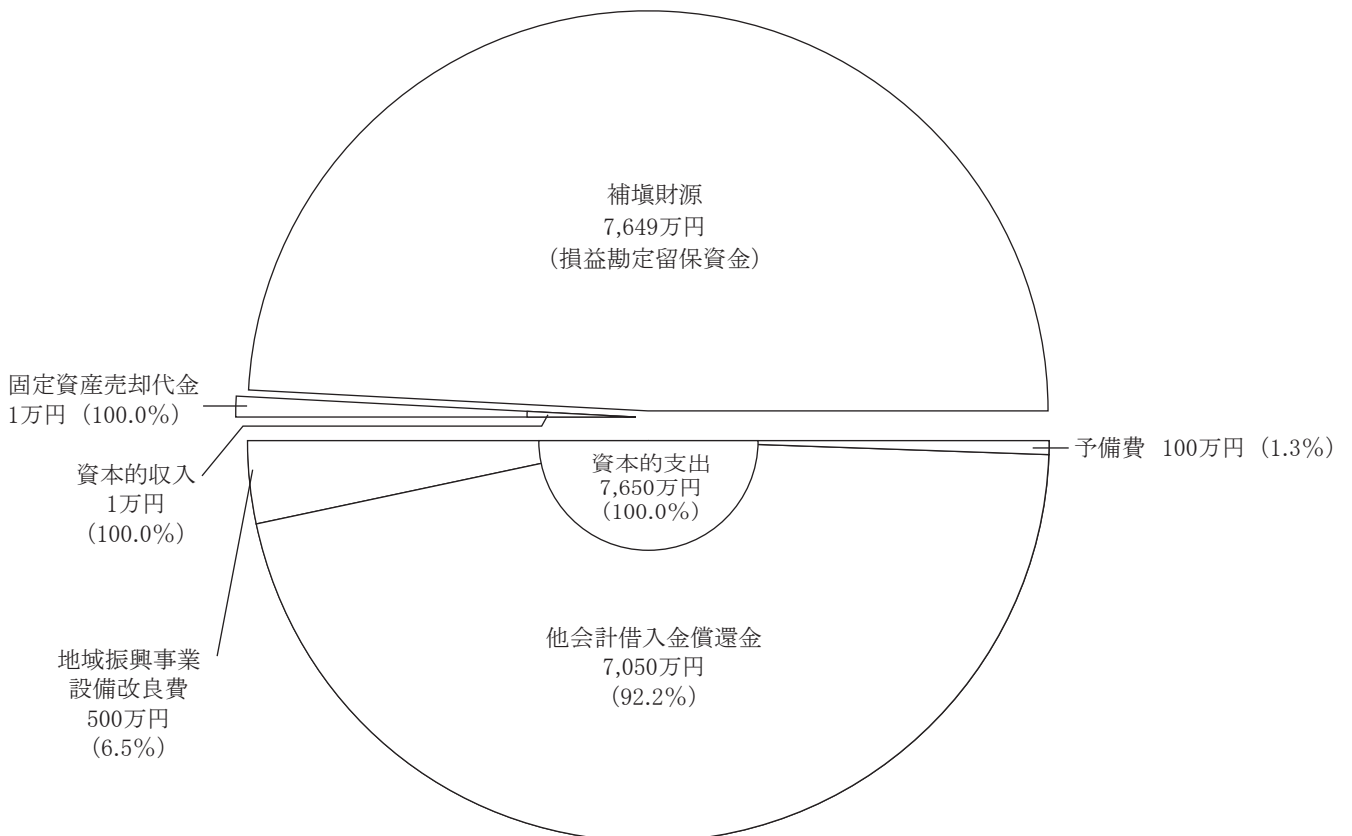 補塡財源
7,649万円
（損益勘定留保資金）
固定資産売却代金
1万円（100.0％）
資本的収入
1万円
（100.0％）
資本的支出
7,650万円
（100.0％）
予備費　100万円（1.3％）
他会計借入金償還金
7,050万円
（92.2％）
地域振興事業
設備改良費
500万円
（6.5％）